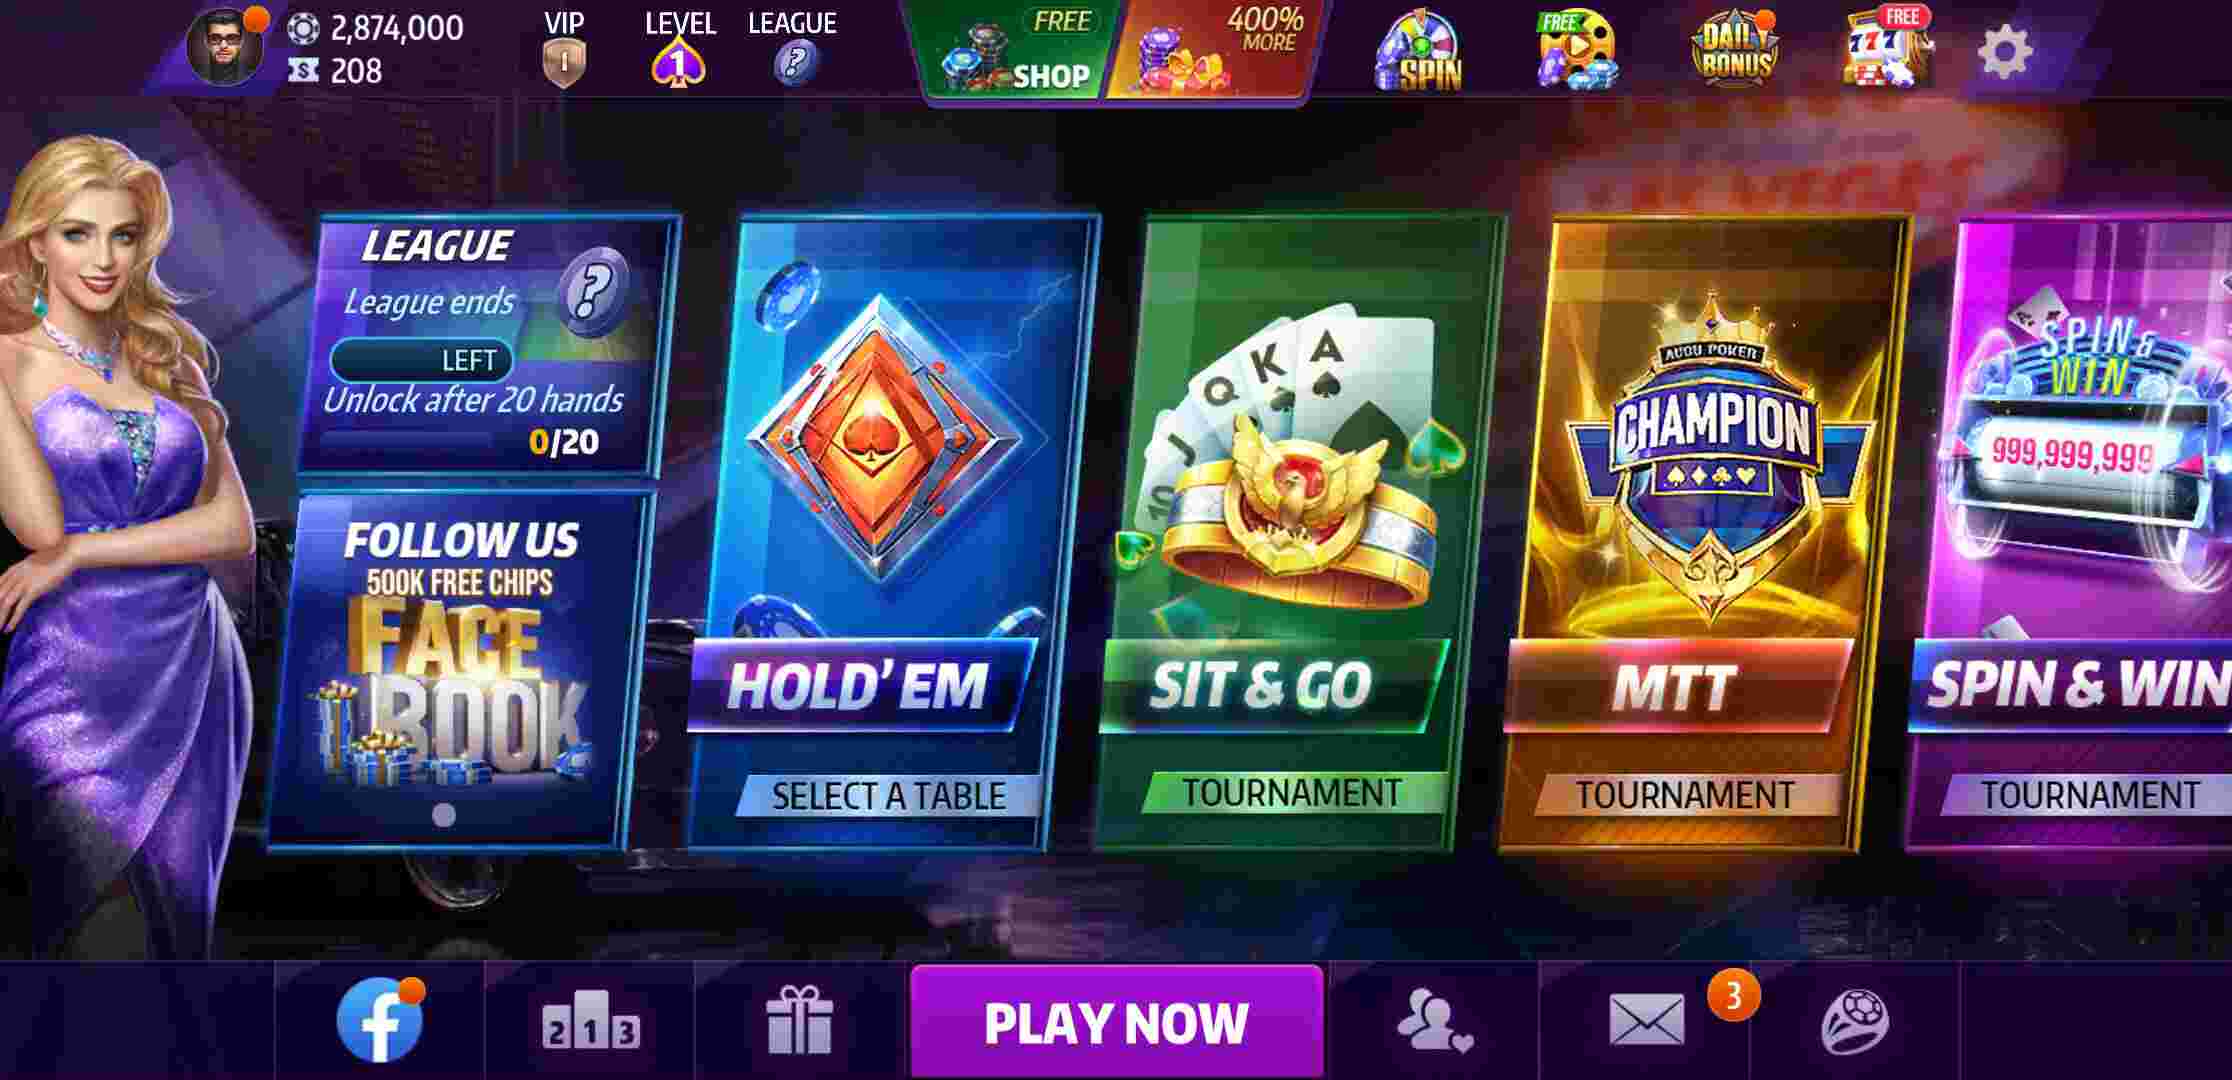 2,874,000
208
VIP
1
LEVEL
1
LEAGUE
?
FREE
SHOP
400%
MORE
SPIN
FREE
DAILY
BONUS
777
FREE
LEAGUE
League ends
?
LEFT
Unlock after 20 hands
0/20
FOLLOW US
500K FREE CHIPS
FACE
BOOK
HOLD' EM
SELECT A TABLE
10 J Q K A
SIT & GO
TOURNAMENT
POKER
CHAMPION
MTT
TOURNAMENT
A A
SPIN &
WIN
999,999,999
SPIN & WIN
TOURNAMENT
f
2 1 3
PLAY NOW
3